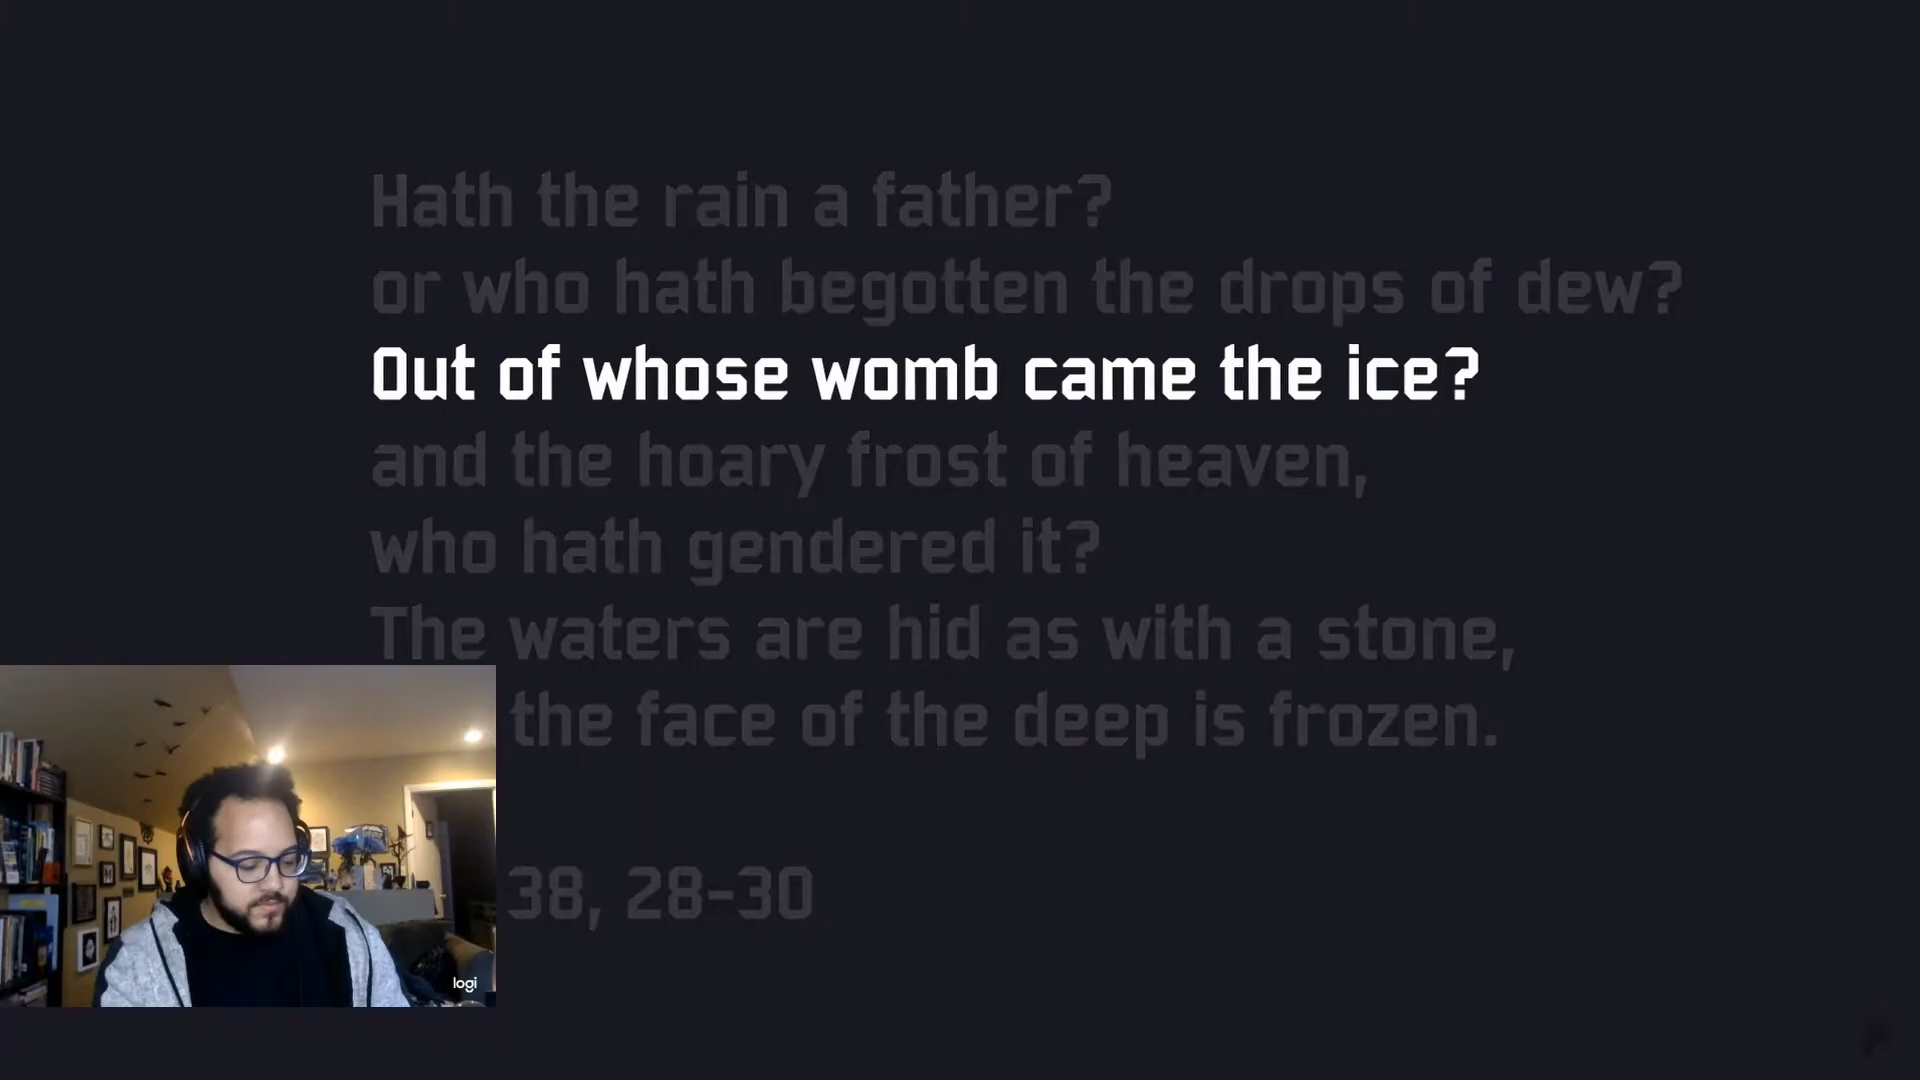 Hath the rain a father?
or who hath begotten the drops of dew?
Out of whose womb came the ice?
and the hoary frost of heaven,
who hath gendered it?
The waters are hid as with a stone,
the face of the deep is frozen.
38, 28-30
logi